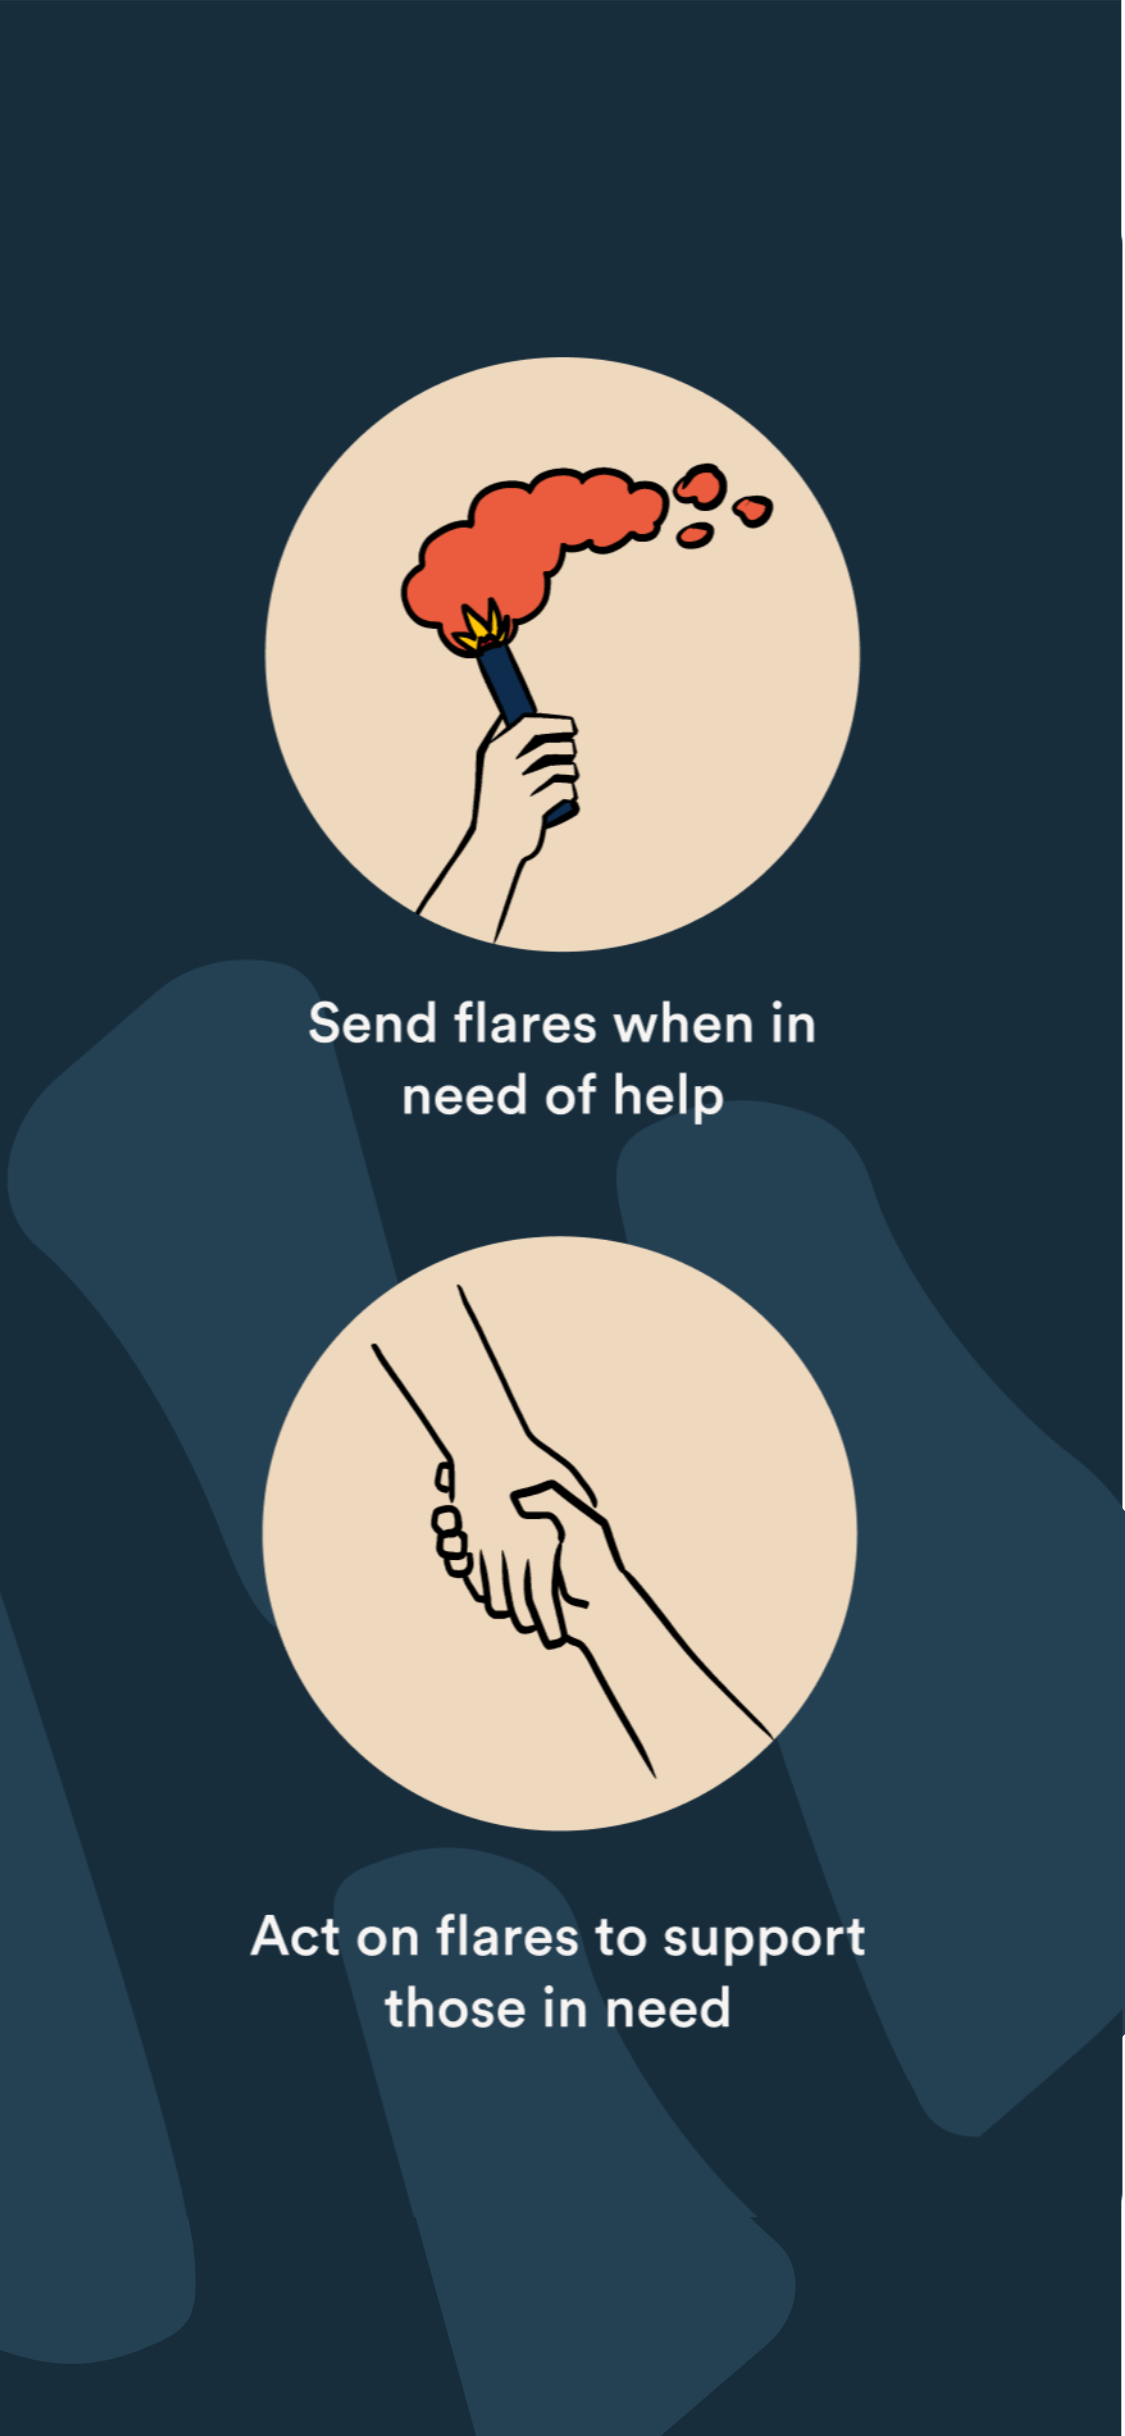 Send flares when in
need of help
Act on flares to support
those in need